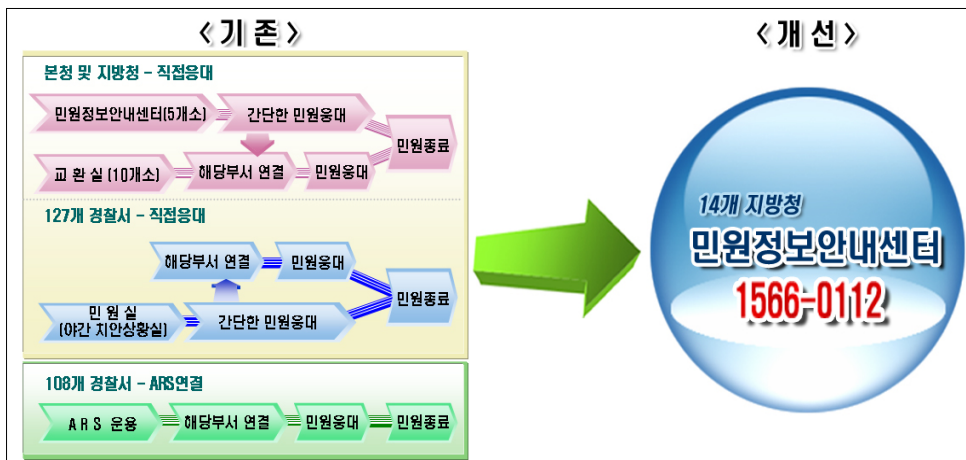 〈기존〉
〈개선〉
본청 및 지방청 - 직접응대
민원정보안내센터(5개소)
간단한 민원웅대
민원종료
교 환 실 (10개소)
해당부서 연결
민원웅대
127개 경찰서 - 직접응대
해당부서 연결
민원웅대
민원종료
민 원 실
(야간 치안상황실)
간단한 민원웅대
108개 경찰서 - ARS연결
A R S 운용
해당부서 연결
민원웅대
민원종료
14개 지방청
민원정보안내센터
1566-0112